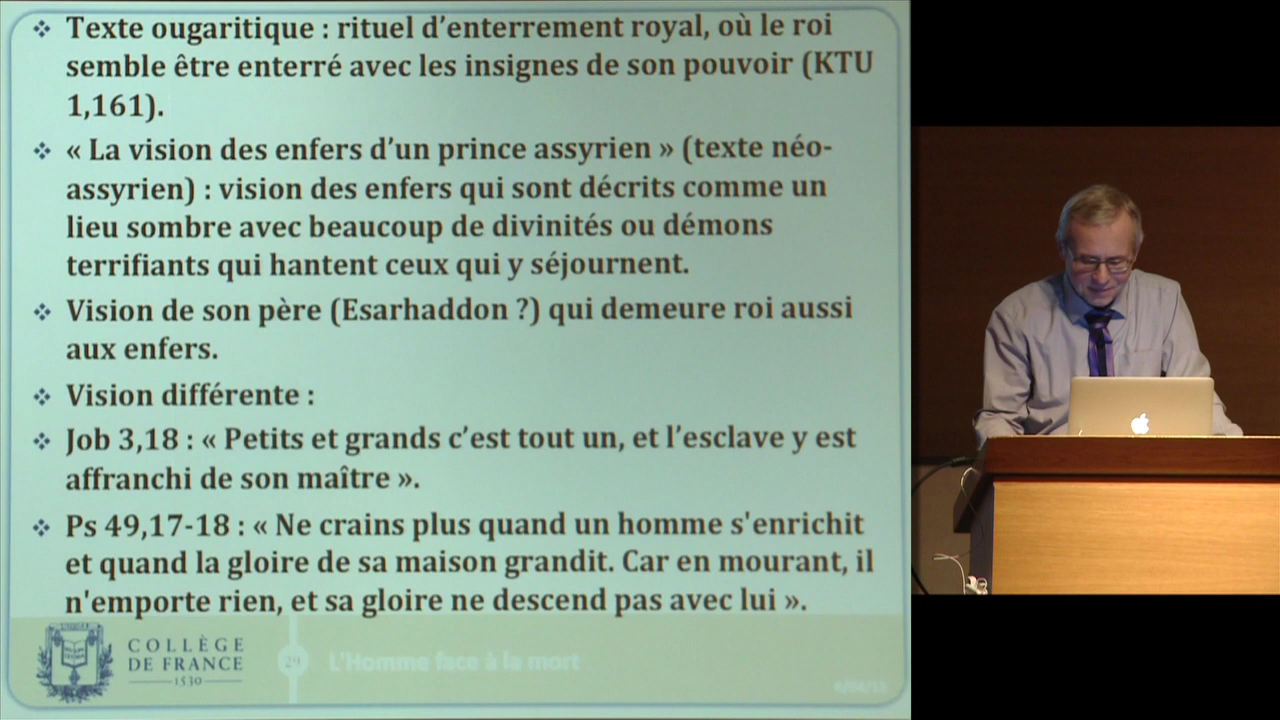 ❖ Texte ougaritique : rituel d’enterrement royal, où le roi
semble être enterré avec les insignes de son pouvoir (KTU
1,161).
❖ « La vision des enfers d’un prince assyrien » (texte néo-
assyrien) : vision des enfers qui sont décrits comme un
lieu sombre avec beaucoup de divinités ou démons
terrifiants qui hantent ceux qui y séjournent.
❖ Vision de son père (Esarhaddon ?) qui demeure roi aussi
aux enfers.
❖ Vision différente :
❖ Job 3,18 : « Petits et grands c’est tout un, et l’esclave y est
affranchi de son maître ».
❖ Ps 49,17-18 : « Ne crains plus quand un homme s'enrichit
et quand la gloire de sa maison grandit. Car en mourant, il
n'emporte rien, et sa gloire ne descend pas avec lui ».
COLLÈGE
DE FRANCE
1530
29
L'Homme face à la mort